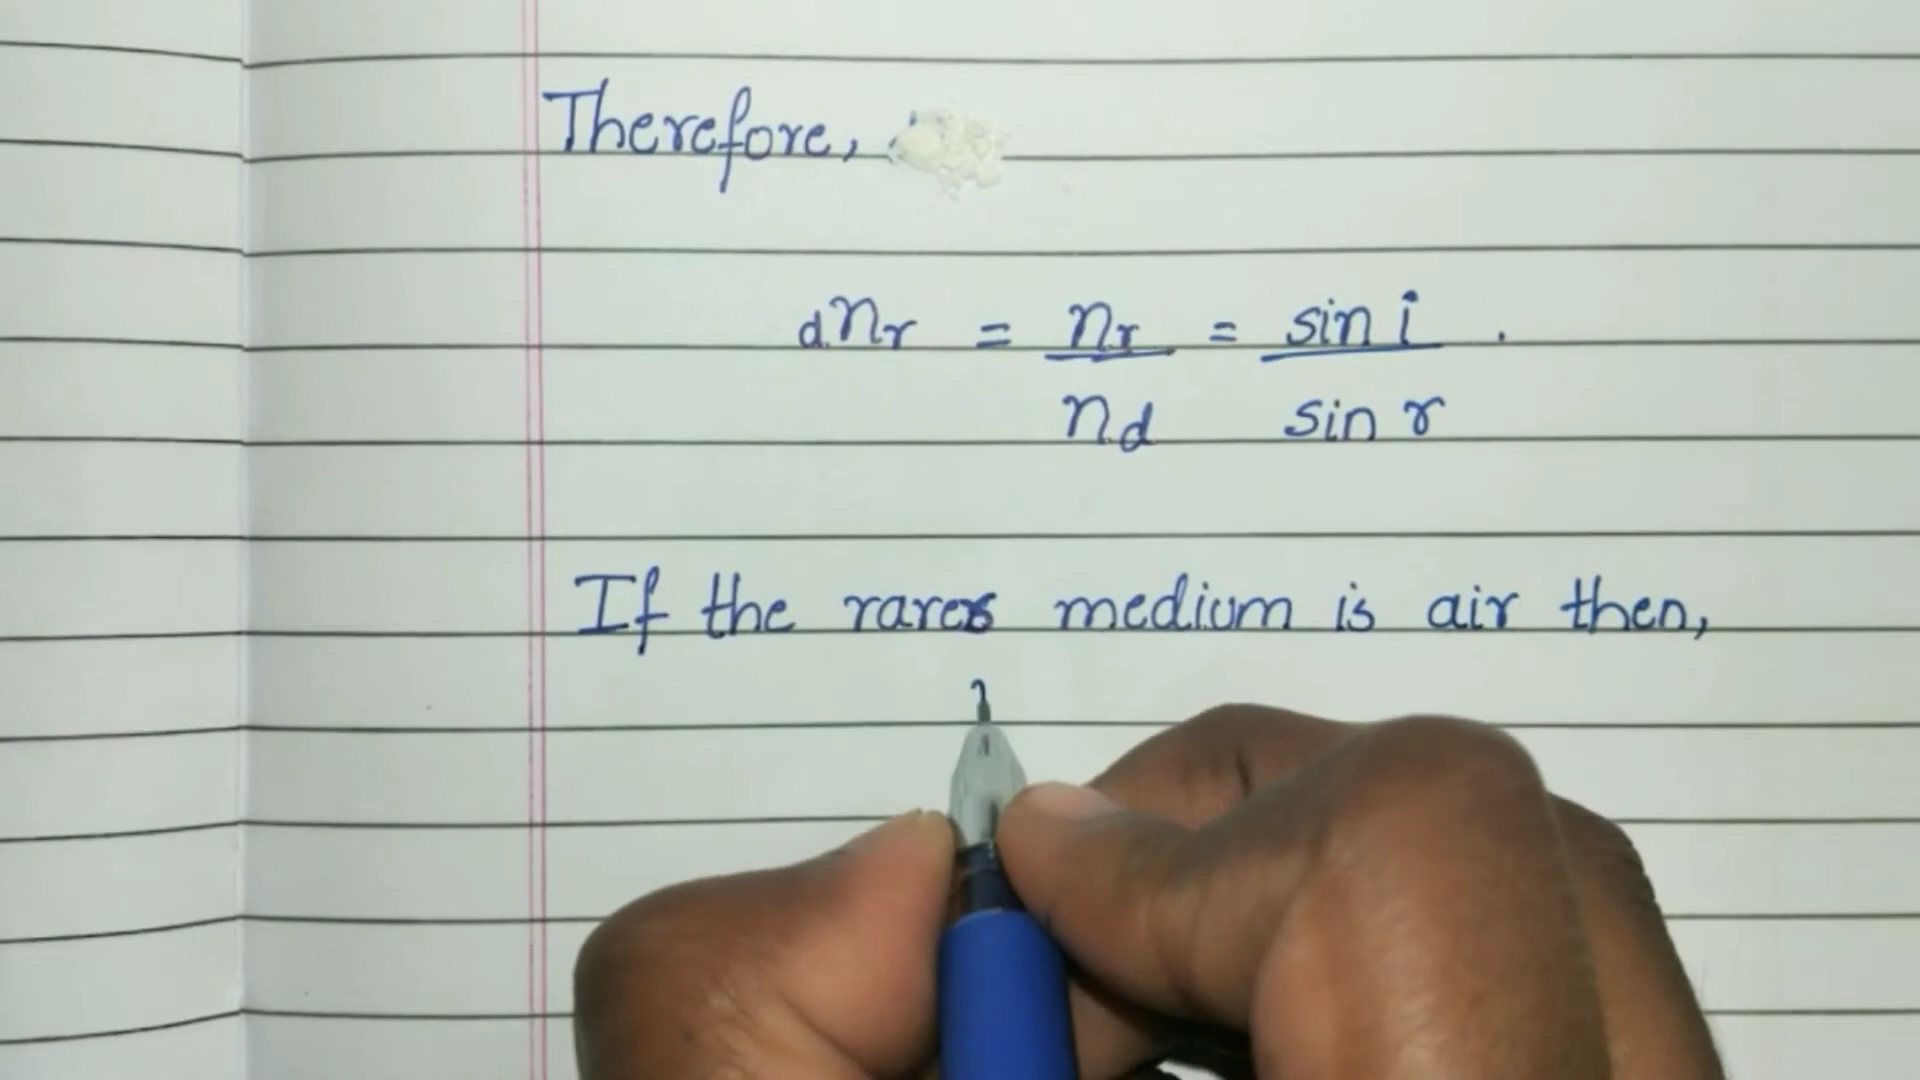 Therefore,
dnr = nr/nd = sin i/sin r .
If the rarer medium is air then,